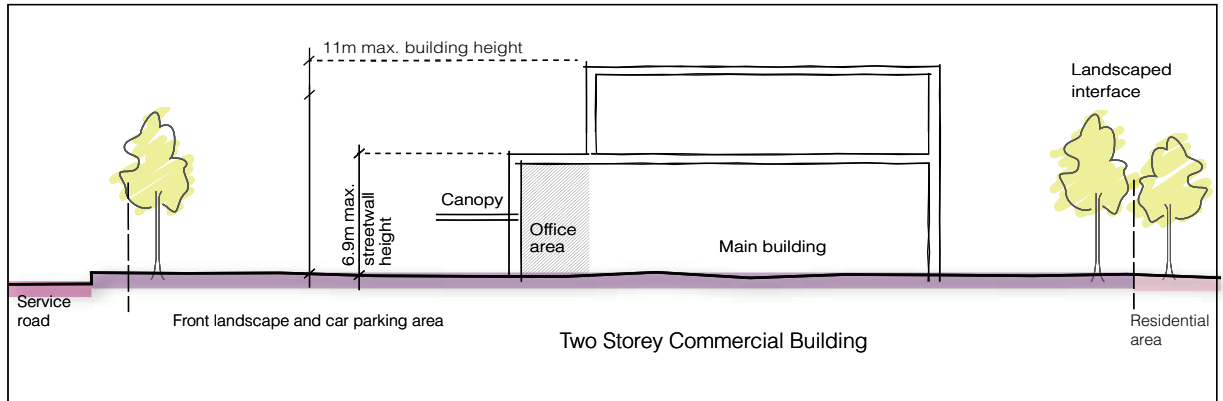 11m max. building height
Landscaped
interface
6.9m max.
streetwall
height
Canopy
Office
area
Main building
Service
road
Front landscape and car parking area
Residential
area
Two Storey Commercial Building